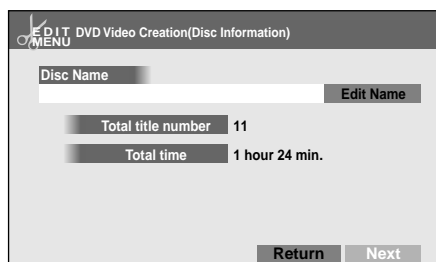 EDIT MENU DVD Video Creation(Disc Information)
Disc Name
Edit Name
Total title number 11
Total time 1 hour 24 min.
Return Next